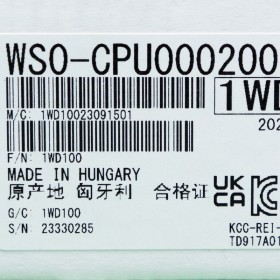 WS0-CPU000200
1WD
M/C: 1WD10023091501
202
F/N: 1WD100
MADE IN HUNGARY
原产地 匈牙利 合格证
UK
CA
G/C: 1WD100
S/N: 23330285
KCC-REI-
TD917A01